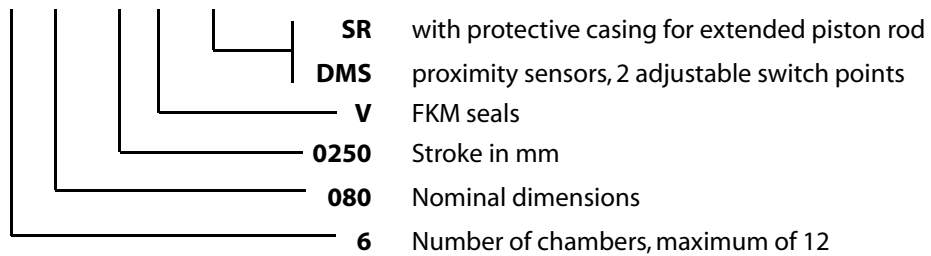 SR with protective casing for extended piston rod
DMS proximity sensors, 2 adjustable switch points
V FKM seals
0250 Stroke in mm
080 Nominal dimensions
6 Number of chambers, maximum of 12